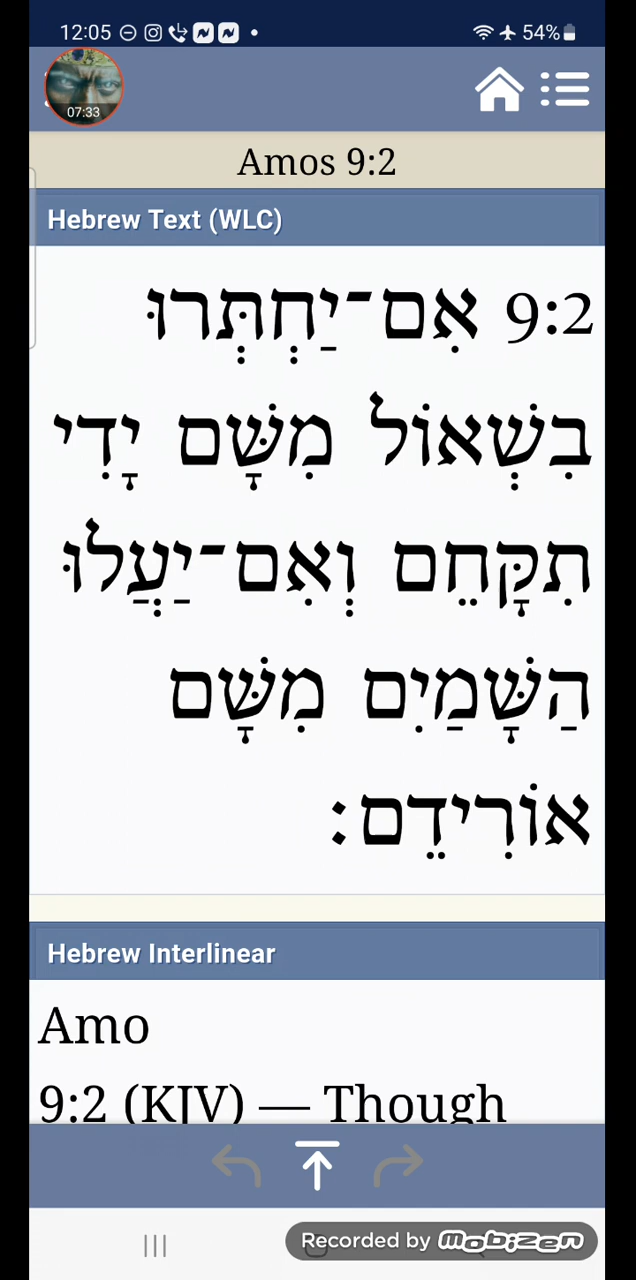 12:05
54%
07:33
Amos 9:2
Hebrew Text (WLC)
9:2 אִם־יַחְתְּרוּ
בִשְׁאוֹל מִשָּׁם יָדִי
תִקָּחֵם וְאִם־יַעֲלוּ
הַשָּׁמַיִם מִשָּׁם
אוֹרִידֵם׃
Hebrew Interlinear
Amo
9:2 (KJV) — Though
Recorded by mobizen